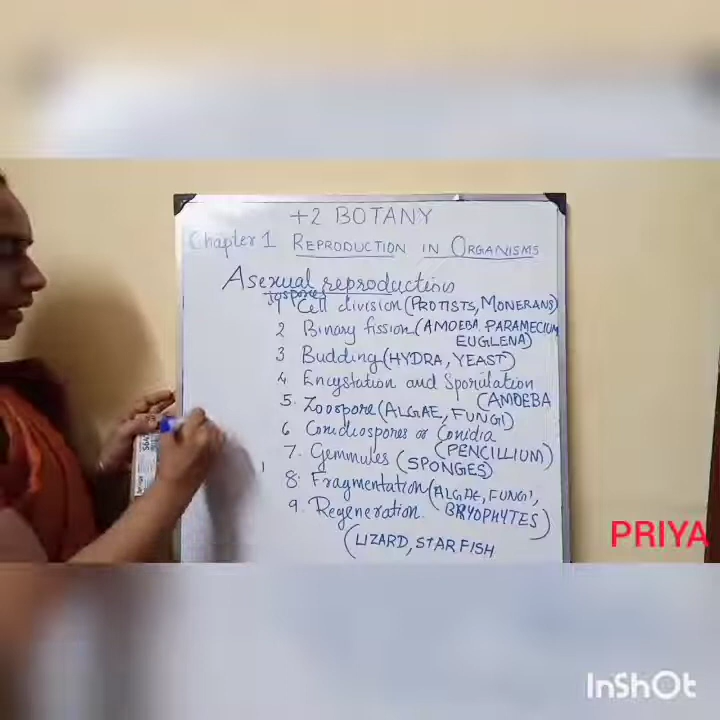 +2 BOTANY
Chapter 1 REPRODUCTION IN ORGANISMS
Asexual reproduction
1 Cell division (PROTISTS, MONERANS)
2 Binary fission (AMOEBA PARAMECIUM
EUGLENA)
3 Budding (HYDRA, YEAST)
4 Encystation and Sporulation
(AMOEBA
5. Zoospore (ALGAE, FUNGI)
6 Conidiospores or Conidia
(PENCILLIUM)
7. Gemmules (SPONGES)
8. Fragmentation (ALGAE, FUNGI,
BRYOPHYTES)
9. Regeneration
(LIZARD, STAR FISH
PRIYA
InShOt